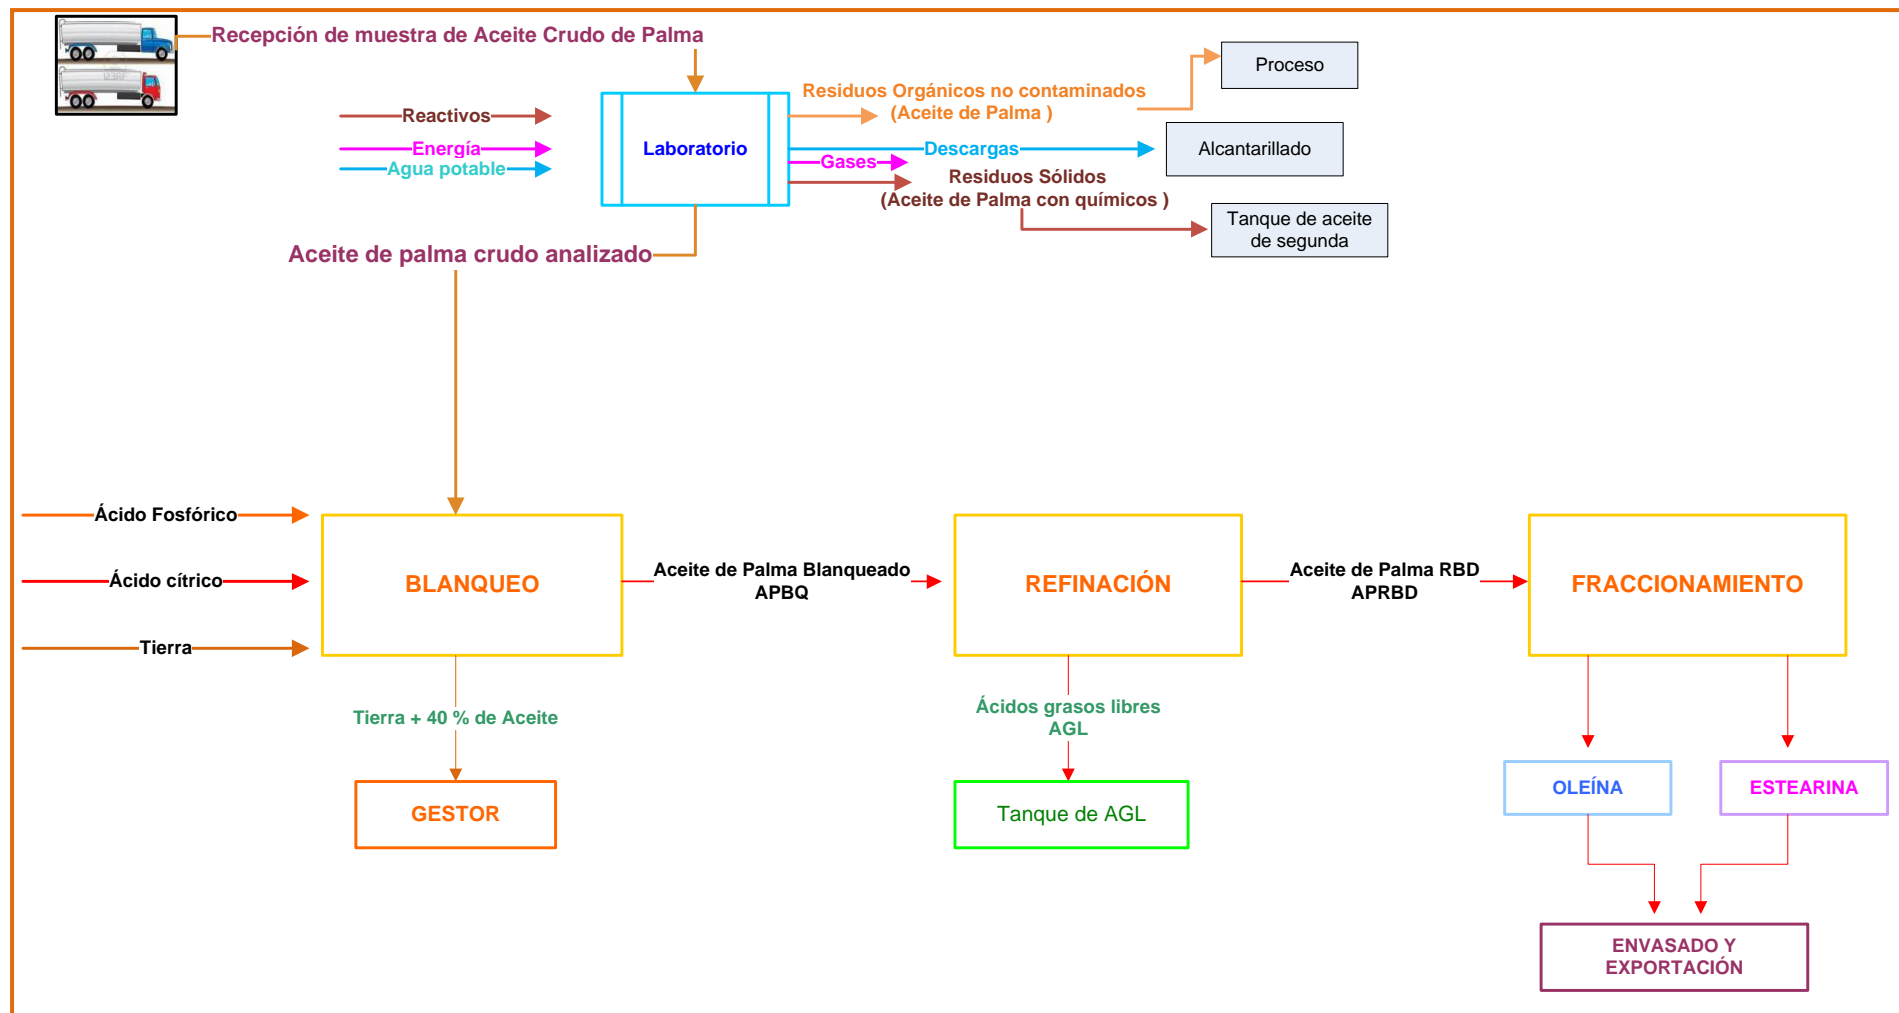 Recepción de muestra de Aceite Crudo de Palma
Proceso
Residuos Orgánicos no contaminados
(Aceite de Palma )
Reactivos
Energía
Agua potable
Laboratorio
Descargas
Gases
Alcantarillado
Residuos Sólidos
(Aceite de Palma con químicos )
Tanque de aceite
de segunda
Aceite de palma crudo analizado
Ácido Fosfórico
Ácido cítrico
Tierra
BLANQUEO
Aceite de Palma Blanqueado
APBQ
REFINACIÓN
Aceite de Palma RBD
APRBD
FRACCIONAMIENTO
Tierra + 40 % de Aceite
GESTOR
Ácidos grasos libres
AGL
Tanque de AGL
OLEÍNA
ESTEARINA
ENVASADO Y
EXPORTACIÓN